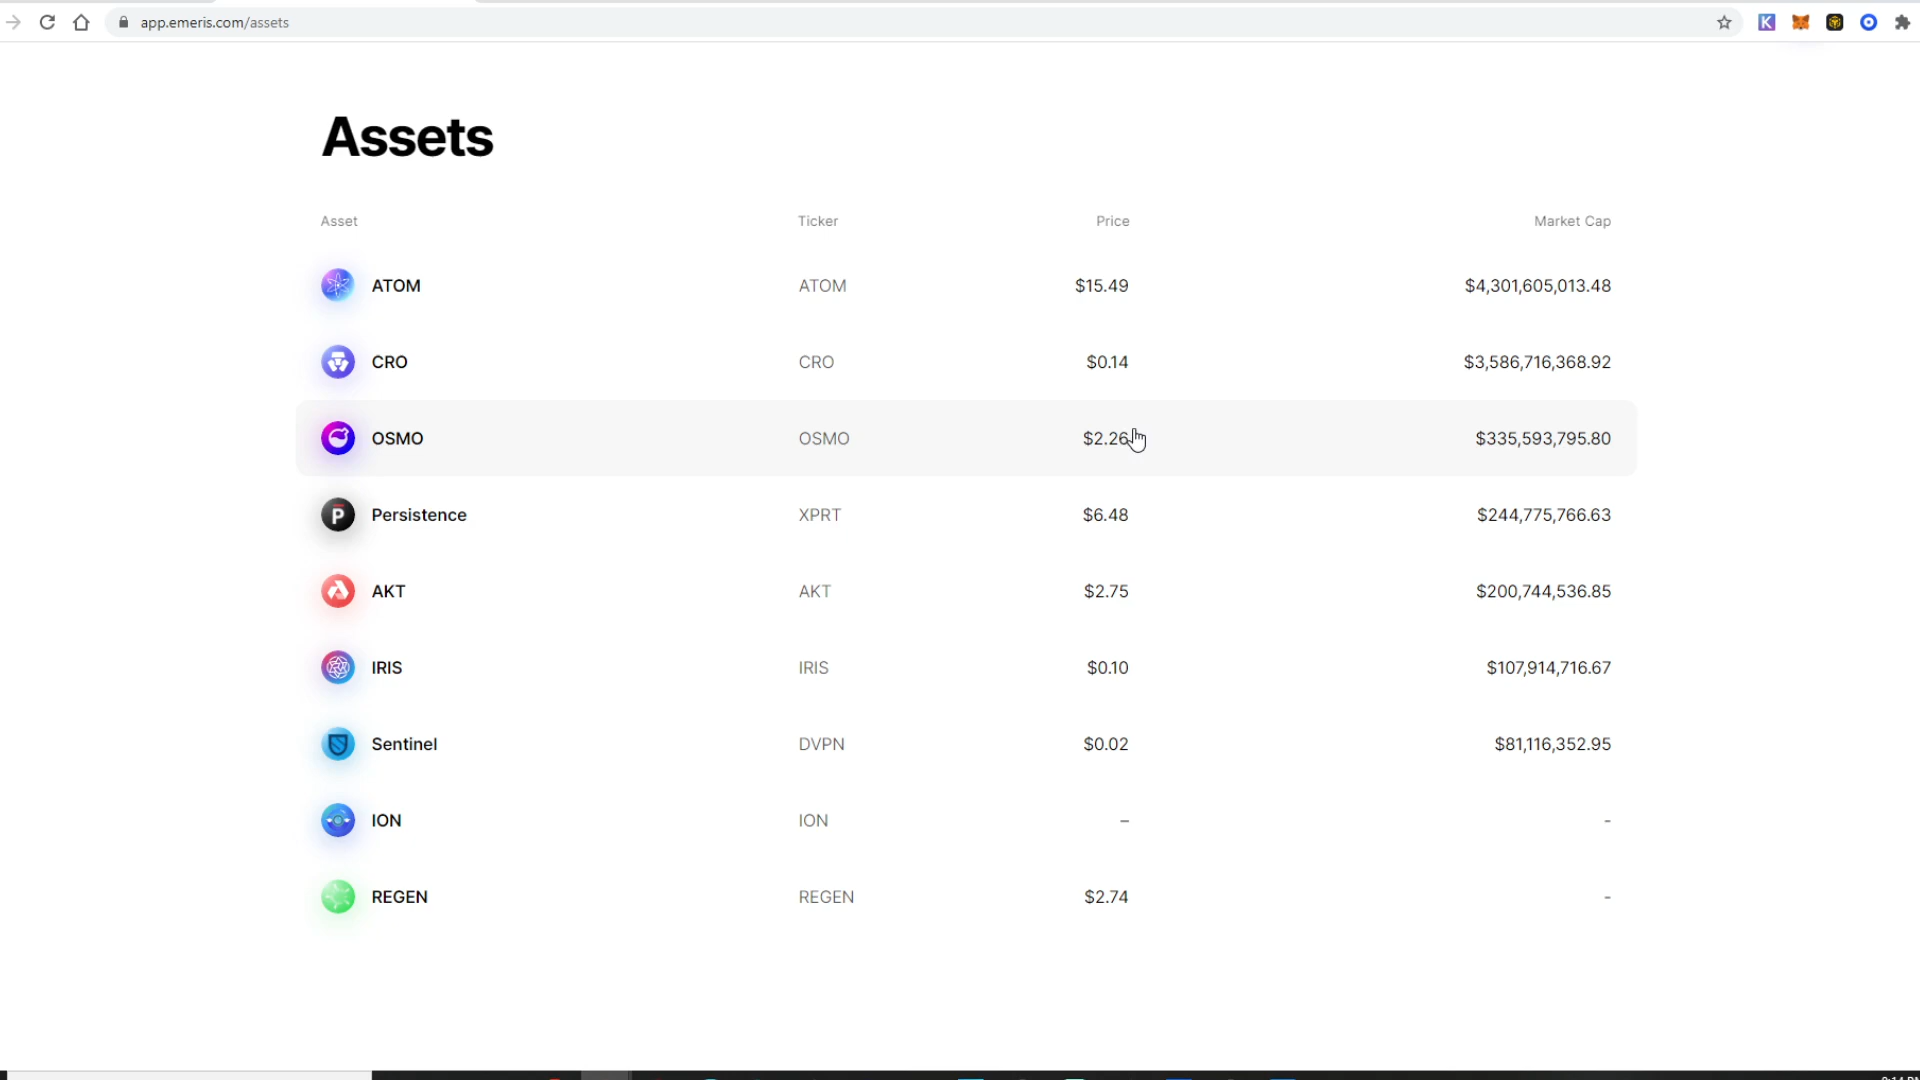 app.emeris.com/assets
K
Assets
Asset Ticker Price Market Cap
ATOM ATOM $15.49 $4,301,605,013.48
CRO CRO $0.14 $3,586,716,368.92
OSMO OSMO $2.26 $335,593,795.80
P Persistence XPRT $6.48 $244,775,766.63
AKT AKT $2.75 $200,744,536.85
IRIS IRIS $0.10 $107,914,716.67
Sentinel DVPN $0.02 $81,116,352.95
ION ION – -
REGEN REGEN $2.74 -